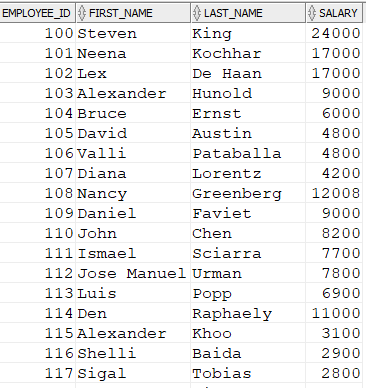 EMPLOYEE_ID FIRST_NAME LAST_NAME SALARY
100 Steven King 24000
101 Neena Kochhar 17000
102 Lex De Haan 17000
103 Alexander Hunold 9000
104 Bruce Ernst 6000
105 David Austin 4800
106 Valli Pataballa 4800
107 Diana Lorentz 4200
108 Nancy Greenberg 12008
109 Daniel Faviet 9000
110 John Chen 8200
111 Ismael Sciarra 7700
112 Jose Manuel Urman 7800
113 Luis Popp 6900
114 Den Raphaely 11000
115 Alexander Khoo 3100
116 Shelli Baida 2900
117 Sigal Tobias 2800